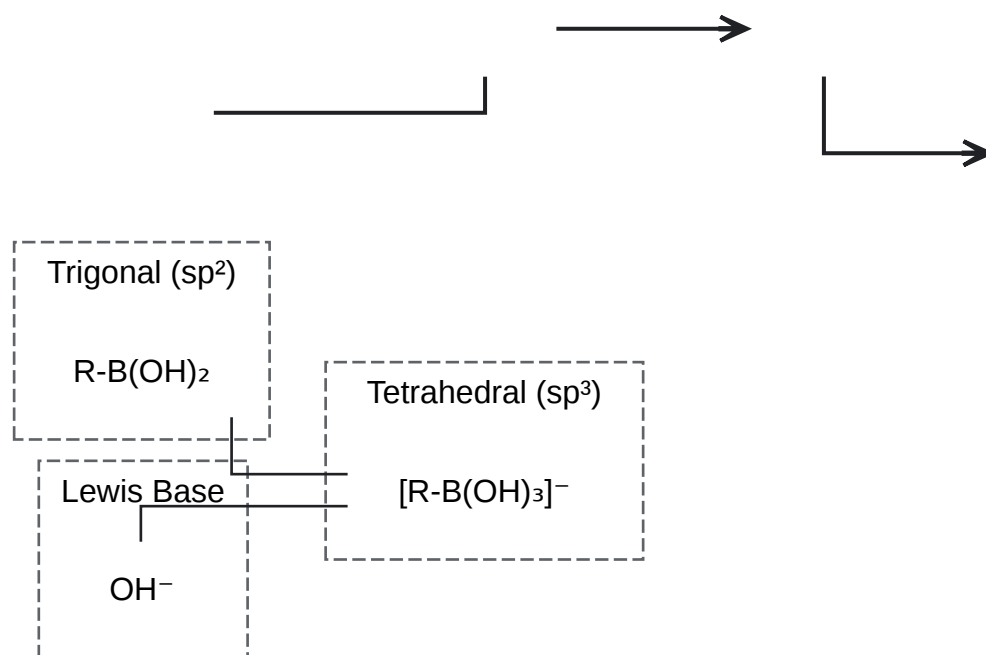 Trigonal (sp²)
R-B(OH)₂
Tetrahedral (sp³)
[R-B(OH)₃]⁻
Lewis Base
OH⁻